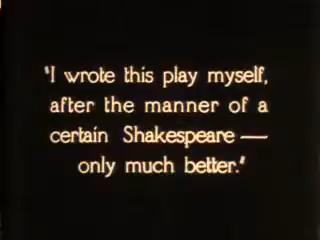 "I wrote this play myself,
after the manner of a
certain Shakespeare —
only much better."